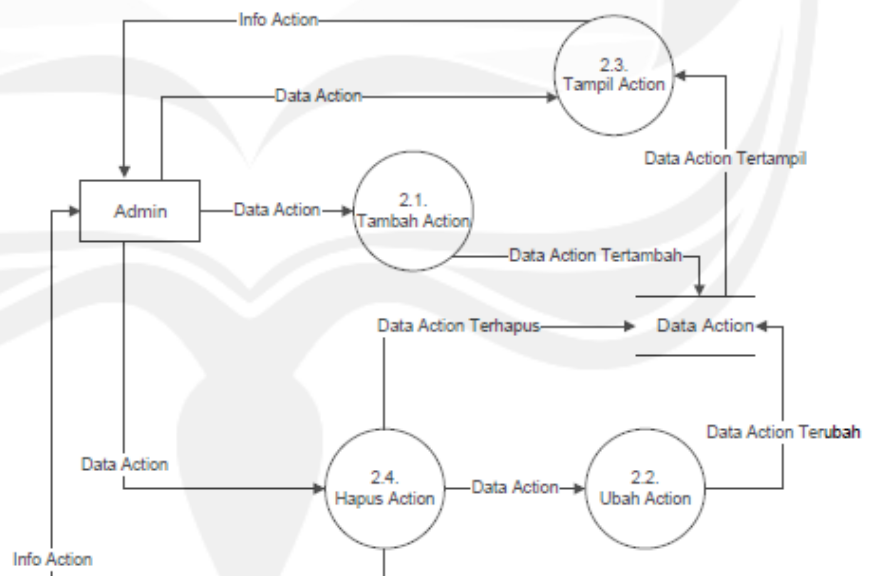 Info Action
2.3.
Tampil Action
Data Action
Data Action Tertampil
2.1.
Tambah Action
Admin
Data Action
Data Action Tertambah
Data Action Terhapus
Data Action
Data Action Terubah
Data Action
2.4.
Hapus Action
Data Action
2.2.
Ubah Action
Info Action